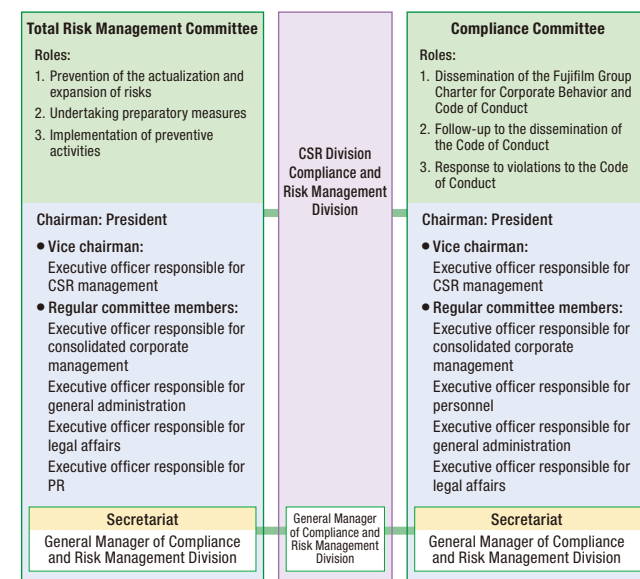 Total Risk Management Committee
Roles:
1. Prevention of the actualization and
expansion of risks
2. Undertaking preparatory measures
3. Implementation of preventive
activities
Chairman: President
● Vice chairman:
Executive officer responsible for
CSR management
● Regular committee members:
Executive officer responsible for
consolidated corporate
management
Executive officer responsible for
general administration
Executive officer responsible for
legal affairs
Executive officer responsible for
PR
Secretariat
General Manager of Compliance
and Risk Management Division
CSR Division
Compliance and
Risk Management
Division
General Manager
of Compliance and
Risk Management
Division
Compliance Committee
Roles:
1. Dissemination of the Fujifilm Group
Charter for Corporate Behavior and
Code of Conduct
2. Follow-up to the dissemination of
the Code of Conduct
3. Response to violations to the Code
of Conduct
Chairman: President
● Vice chairman:
Executive officer responsible for
CSR management
● Regular committee members:
Executive officer responsible for
consolidated corporate
management
Executive officer responsible for
personnel
Executive officer responsible for
general administration
Executive officer responsible for
legal affairs
Secretariat
General Manager of Compliance
and Risk Management Division